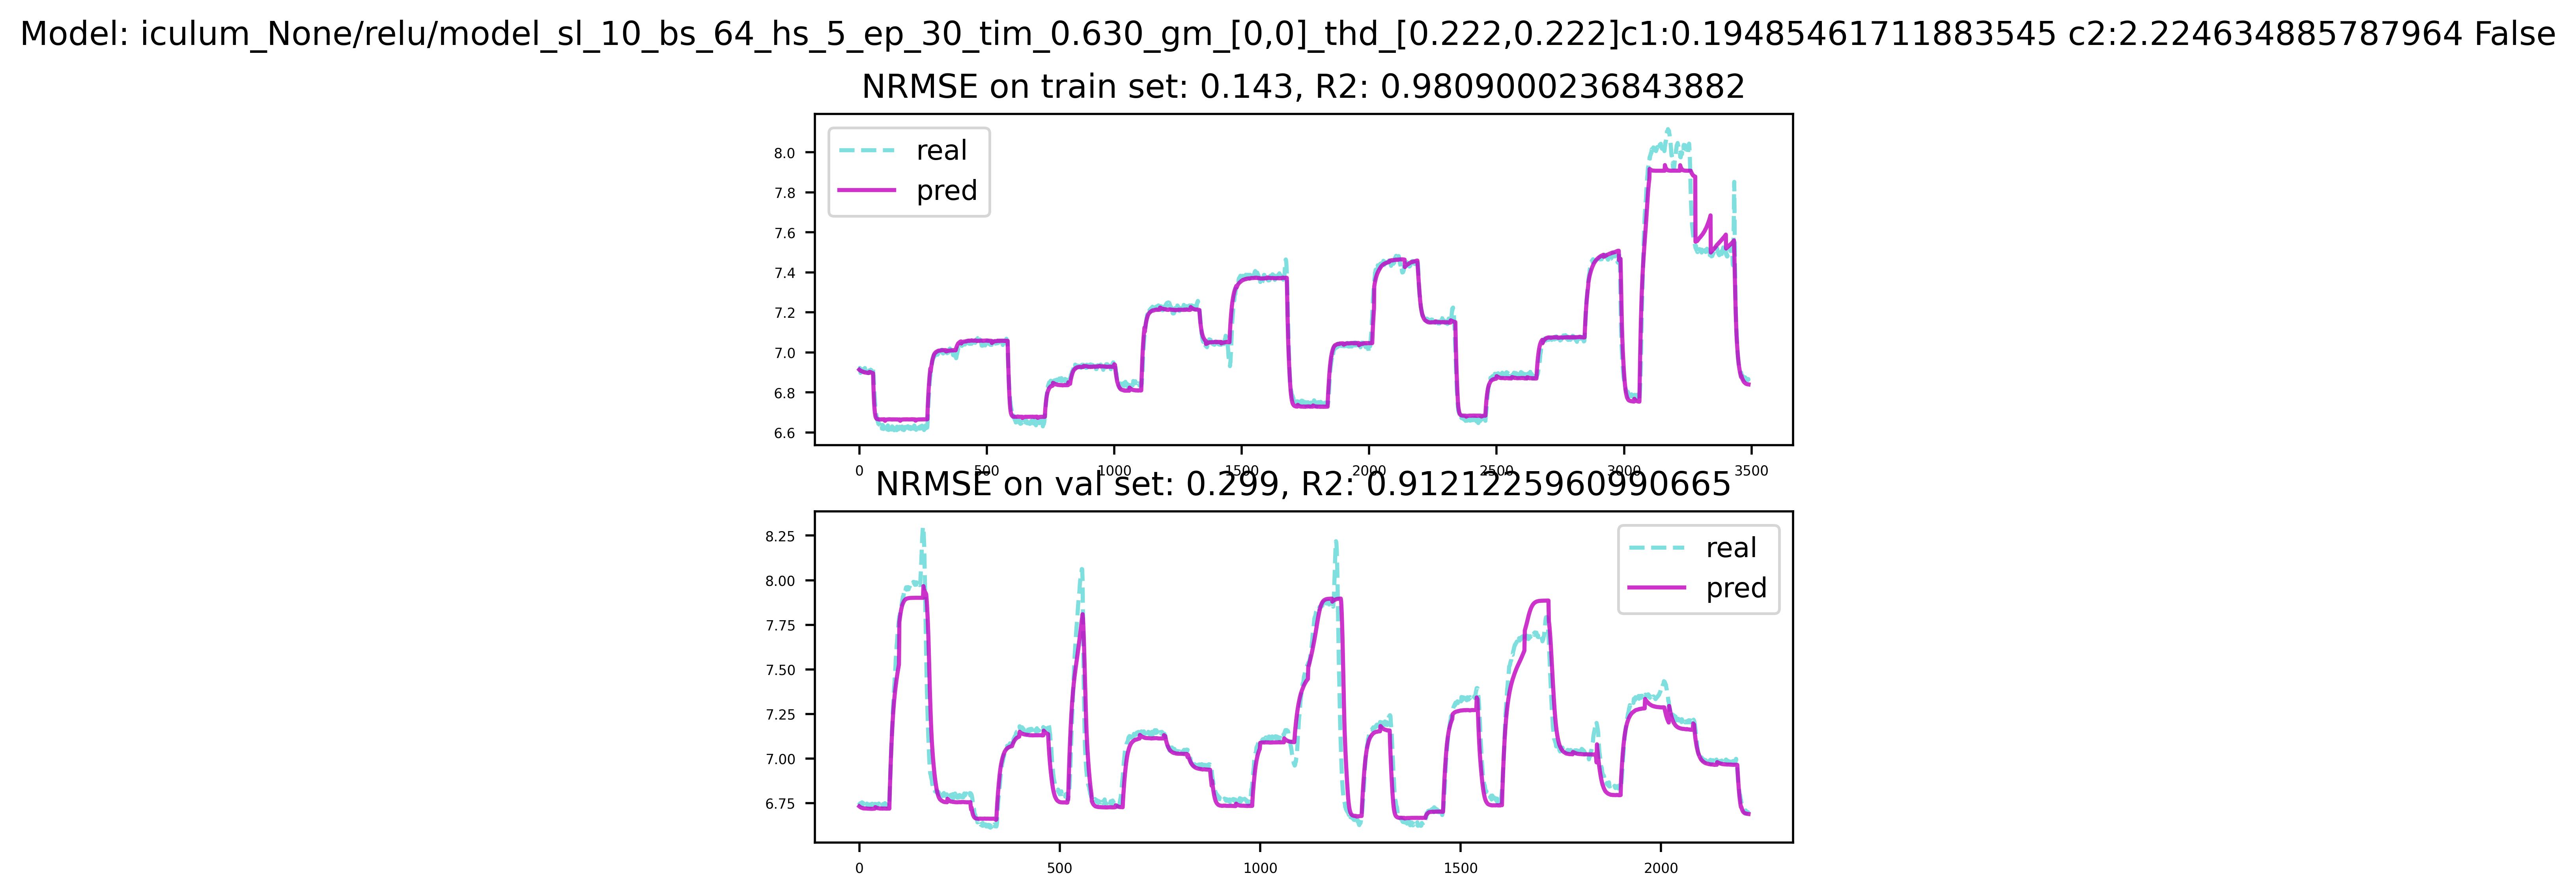 Model: iculum_None/relu/model_sl_10_bs_64_hs_5_ep_30_tim_0.630_gm_[0,0]_thd_[0.222,0.222]c1:0.19485461711883545 c2:2.224634885787964 False
NRMSE on train set: 0.143, R2: 0.9809000236843882
real
pred
8.0
7.8
7.6
7.4
7.2
7.0
6.8
6.6
0 500 1000 1500 2000 2500 3000 3500
NRMSE on val set: 0.299, R2: 0.9121225960990665
real
pred
8.25
8.00
7.75
7.50
7.25
7.00
6.75
0 500 1000 1500 2000